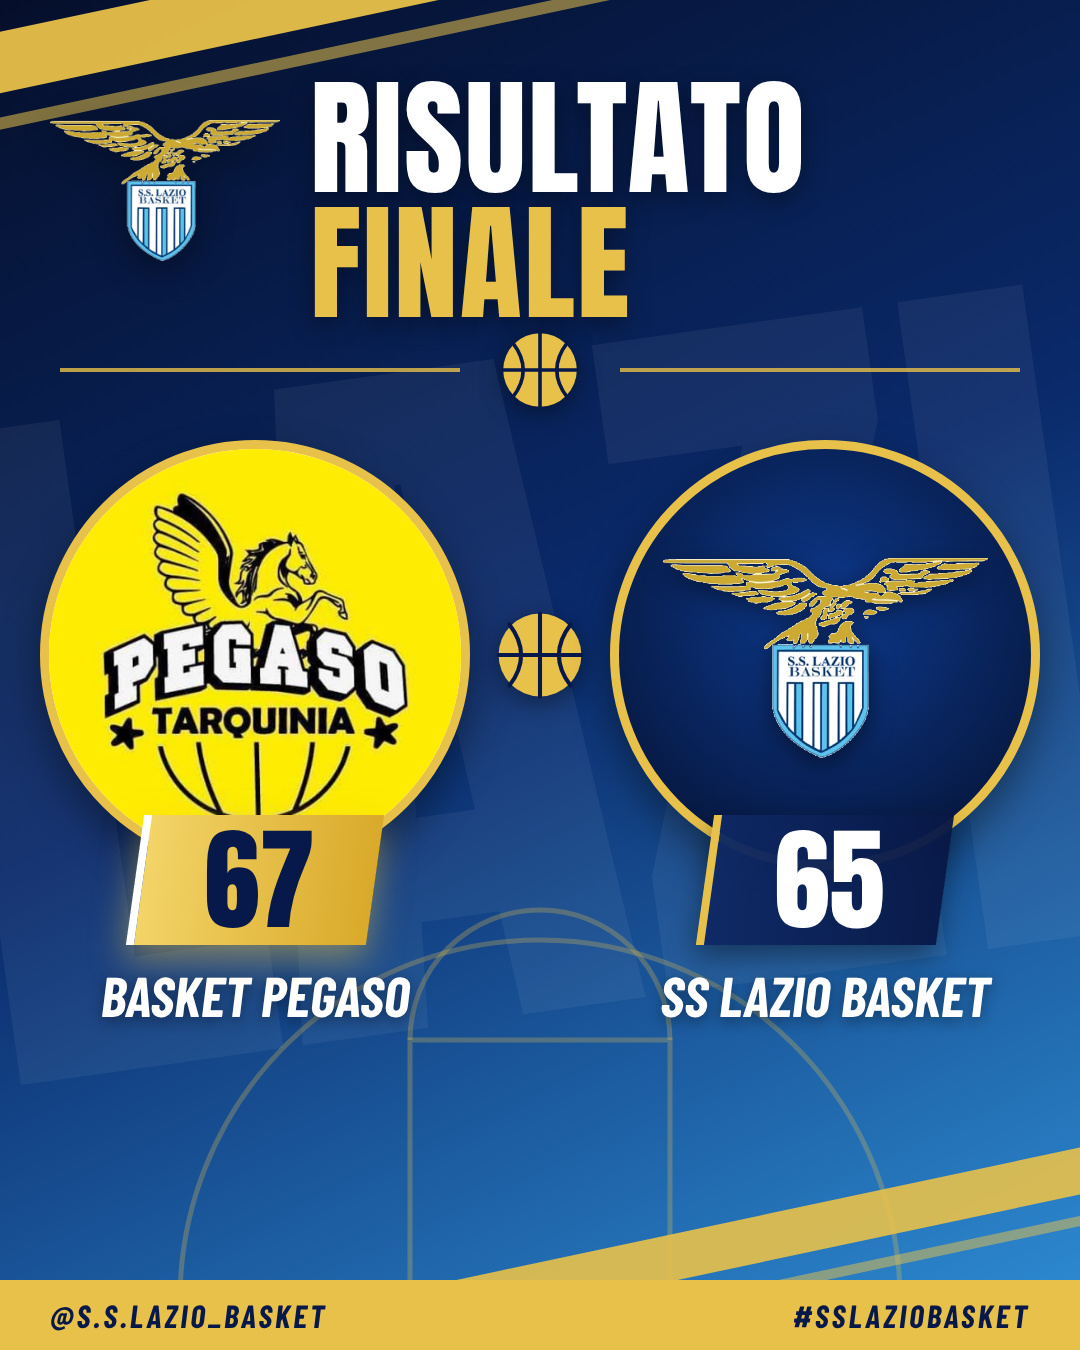 RISULTATO
FINALE
S.S. LAZIO
BASKET
PEGASO
TARQUINIA
S.S. LAZIO
BASKET
67
65
BASKET PEGASO
SS LAZIO BASKET
@S.S.LAZIO_BASKET
#SSLAZIOBASKET